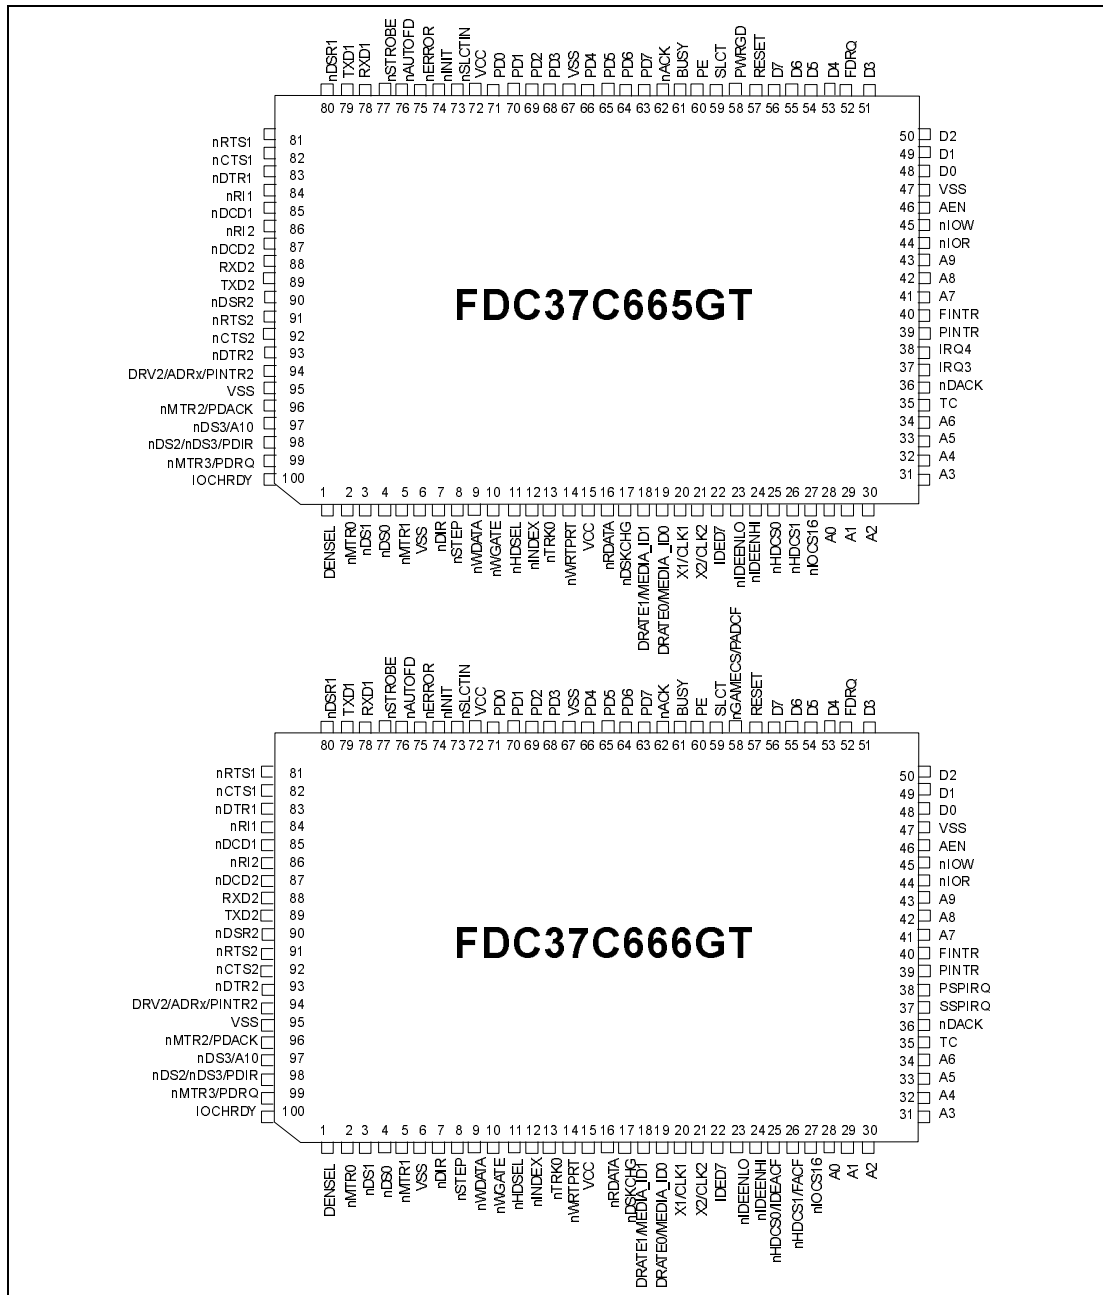 nDSR1 TXD1 RXD1 nSTROBE nAUTOFD nERROR nINIT nSLCTIN VCC PD0 PD1 PD2 PD3 VSS PD4 PD5 PD6 PD7 nACK BUSY PE SLCT PWRGD RESET D7 D6 D5 D4 FDRQ D3
80 79 78 77 76 75 74 73 72 71 70 69 68 67 66 65 64 63 62 61 60 59 58 57 56 55 54 53 52 51
nRTS1 81
nCTS1 82
nDTR1 83
nRI1 84
nDCD1 85
nRI2 86
nDCD2 87
RXD2 88
TXD2 89
nDSR2 90
nRTS2 91
nCTS2 92
nDTR2 93
DRV2/ADRx/PINTR2 94
VSS 95
nMTR2/PDACK 96
nDS3/A10 97
nDS2/nDS3/PDIR 98
nMTR3/PDRQ 99
IOCHRDY 100
FDC37C665GT
50 D2
49 D1
48 D0
47 VSS
46 AEN
45 nIOW
44 nIOR
43 A9
42 A8
41 A7
40 FINTR
39 PINTR
38 IRQ4
37 IRQ3
36 nDACK
35 TC
34 A6
33 A5
32 A4
31 A3
1 2 3 4 5 6 7 8 9 10 11 12 13 14 15 16 17 18 19 20 21 22 23 24 25 26 27 28 29 30
DENSEL nMTR0 nDS1 nDS0 nMTR1 VSS nDIR nSTEP nWDATA nWGATE nHDSEL nINDEX nTRK0 nWRTPRT VCC nRDATA nDSKCHG DRATE1/MEDIA_ID1 DRATE0/MEDIA_ID0 X1/CLK1 X2/CLK2 IDED7 nIDEENLO nIDEENHI nHDCS0 nHDCS1 nIOCS16 A0 A1 A2
nDSR1 TXD1 RXD1 nSTROBE nAUTOFD nERROR nINIT nSLCTIN VCC PD0 PD1 PD2 PD3 VSS PD4 PD5 PD6 PD7 nACK BUSY PE SLCT nGAMECS/PADCF RESET D7 D6 D5 D4 FDRQ D3
80 79 78 77 76 75 74 73 72 71 70 69 68 67 66 65 64 63 62 61 60 59 58 57 56 55 54 53 52 51
nRTS1 81
nCTS1 82
nDTR1 83
nRI1 84
nDCD1 85
nRI2 86
nDCD2 87
RXD2 88
TXD2 89
nDSR2 90
nRTS2 91
nCTS2 92
nDTR2 93
DRV2/ADRx/PINTR2 94
VSS 95
nMTR2/PDACK 96
nDS3/A10 97
nDS2/nDS3/PDIR 98
nMTR3/PDRQ 99
IOCHRDY 100
FDC37C666GT
50 D2
49 D1
48 D0
47 VSS
46 AEN
45 nIOW
44 nIOR
43 A9
42 A8
41 A7
40 FINTR
39 PINTR
38 PSPIRQ
37 SSPIRQ
36 nDACK
35 TC
34 A6
33 A5
32 A4
31 A3
1 2 3 4 5 6 7 8 9 10 11 12 13 14 15 16 17 18 19 20 21 22 23 24 25 26 27 28 29 30
DENSEL nMTR0 nDS1 nDS0 nMTR1 VSS nDIR nSTEP nWDATA nWGATE nHDSEL nINDEX nTRK0 nWRTPRT VCC nRDATA nDSKCHG DRATE1/MEDIA_ID1 DRATE0/MEDIA_ID0 X1/CLK1 X2/CLK2 IDED7 nIDEENLO nIDEENHI nHDCS0/IDEACF nHDCS1/FACF nIOCS16 A0 A1 A2